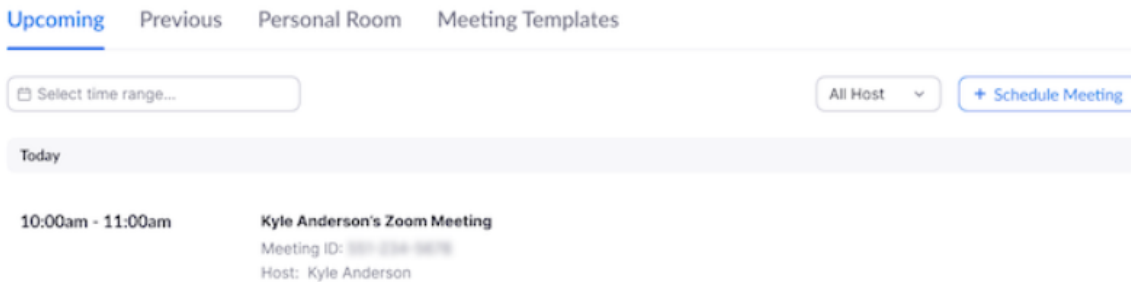 Upcoming Previous Personal Room Meeting Templates
Select time range... All Host + Schedule Meeting
Today
10:00am - 11:00am Kyle Anderson's Zoom Meeting
Meeting ID:
Host: Kyle Anderson